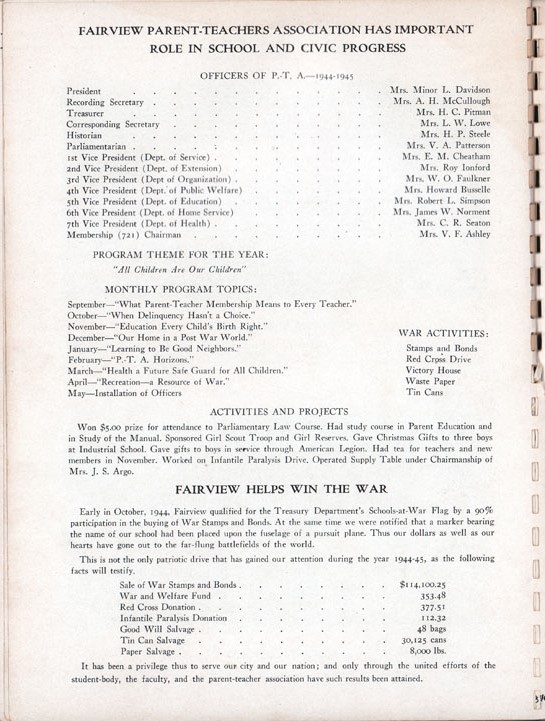 FAIRVIEW PARENT-TEACHERS ASSOCIATION HAS IMPORTANT
ROLE IN SCHOOL AND CIVIC PROGRESS
OFFICERS OF P.-T. A.—1944-1945
President . . . . . . . . . . . . Mrs. Minor L. Davidson
Recording Secretary . . . . . . . . . . . Mrs. A. H. McCullough
Treasurer . . . . . . . . . . . . Mrs. H. C. Pitman
Corresponding Secretary . . . . . . . . . . Mrs. L. W. Lowe
Historian . . . . . . . . . . . . Mrs. H. P. Steele
Parliamentarian . . . . . . . . . . . . Mrs. V. A. Patterson
1st Vice President (Dept. of Service) . . . . . . . . Mrs. E. M. Cheatham
2nd Vice President (Dept. of Extension) . . . . . . . Mrs. Roy Ionford
3rd Vice President (Dept of Organization) . . . . . . . Mrs. W. O. Faulkner
4th Vice President (Dept. of Public Welfare) . . . . . . . Mrs. Howard Busselle
5th Vice President (Dept. of Education) . . . . . . . Mrs. Robert L. Simpson
6th Vice President (Dept. of Home Service) . . . . . . . Mrs. James W. Norment
7th Vice President (Dept. of Health) . . . . . . . . Mrs. C. R. Seaton
Membership (721) Chairman . . . . . . . . . Mrs. V. F. Ashley
PROGRAM THEME FOR THE YEAR:
"All Children Are Our Children"
MONTHLY PROGRAM TOPICS:
September—"What Parent-Teacher Membership Means to Every Teacher."
October—"When Delinquency Hasn't a Choice."
November—"Education Every Child's Birth Right."
December—"Our Home in a Post War World."
January—"Learning to Be Good Neighbors."
February—"P.-T. A. Horizons."
March—"Health a Future Safe Guard for All Children."
April—"Recreation—a Resource of War."
May—Installation of Officers
WAR ACTIVITIES:
Stamps and Bonds
Red Cross Drive
Victory House
Waste Paper
Tin Cans
ACTIVITIES AND PROJECTS
Won $5.00 prize for attendance to Parliamentary Law Course. Had study course in Parent Education and
in Study of the Manual. Sponsored Girl Scout Troop and Girl Reserves. Gave Christmas Gifts to three boys
at Industrial School. Gave gifts to boys in service through American Legion. Had tea for teachers and new
members in November. Worked on Infantile Paralysis Drive. Operated Supply Table under Chairmanship of
Mrs. J. S. Argo.
FAIRVIEW HELPS WIN THE WAR
Early in October, 1944, Fairview qualified for the Treasury Department's Schools-at-War Flag by a 90%
participation in the buying of War Stamps and Bonds. At the same time we were notified that a marker bearing
the name of our school had been placed upon the fuselage of a pursuit plane. Thus our dollars as well as our
hearts have gone out to the far-flung battlefields of the world.
This is not the only patriotic drive that has gained our attention during the year 1944-45, as the following
facts will testify.
Sale of War Stamps and Bonds . . . . . . . . $114,100.25
War and Welfare Fund . . . . . . . . . 353.48
Red Cross Donation . . . . . . . . . . 377.51
Infantile Paralysis Donation . . . . . . . . 112.32
Good Will Salvage . . . . . . . . . . 48 bags
Tin Can Salvage . . . . . . . . . . 30,125 cans
Paper Salvage . . . . . . . . . . . 8,000 lbs.
It has been a privilege thus to serve our city and our nation; and only through the united efforts of the
student-body, the faculty, and the parent-teacher association have such results been attained.